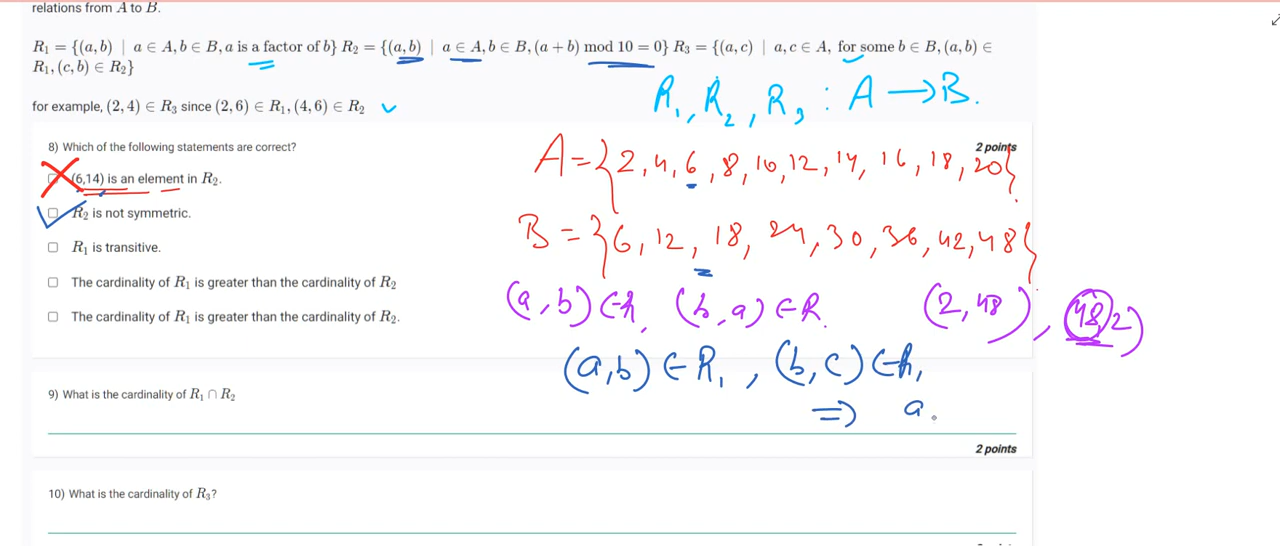 relations from A to B.
R₁ = {(a, b) | a ∈ A, b ∈ B, a is a factor of b} R₂ = {(a, b) | a ∈ A, b ∈ B, (a + b) mod 10 = 0} R₃ = {(a, c) | a, c ∈ A, for some b ∈ B, (a, b) ∈
R₁, (c, b) ∈ R₂}
R₁, R₂, R₃ : A → B.
for example, (2, 4) ∈ R₃ since (2, 6) ∈ R₁, (4, 6) ∈ R₂
8) Which of the following statements are correct?
2 points
A = {2, 4, 6, 8, 10, 12, 14, 16, 18, 20}
(6,14) is an element in R₂.
R₂ is not symmetric.
B = {6, 12, 18, 24, 30, 36, 42, 48}
R₁ is transitive.
The cardinality of R₁ is greater than the cardinality of R₂
(a, b) ∈ R, (b, a) ∈ R. (2, 48), (48, 2)
The cardinality of R₁ is greater than the cardinality of R₂.
(a, b) ∈ R₁, (b, c) ∈ R₁
⇒ a
9) What is the cardinality of R₁ ∩ R₂
2 points
10) What is the cardinality of R₃?